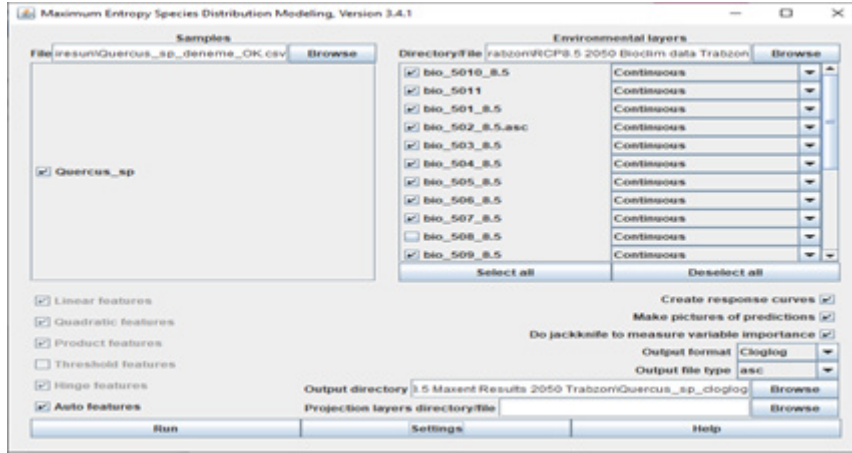 Maximum Entropy Species Distribution Modeling, Version 3.4.1
Samples
File iresun\Quercus_sp_deneme_OK.csv Browse
Quercus_sp
Environmental layers
Directory/File rabzon\RCP8.5 2050 Bioclim data Trabzon Browse
bio_5010_8.5 Continuous
bio_5011 Continuous
bio_501_8.5 Continuous
bio_502_8.5.asc Continuous
bio_503_8.5 Continuous
bio_504_8.5 Continuous
bio_505_8.5 Continuous
bio_506_8.5 Continuous
bio_507_8.5 Continuous
bio_508_8.5 Continuous
bio_509_8.5 Continuous
Select all Deselect all
Linear features
Quadratic features
Product features
Threshold features
Hinge features
Auto features
Create response curves
Make pictures of predictions
Do jackknife to measure variable importance
Output format Cloglog
Output file type asc
Output directory 8.5 Maxent Results 2050 Trabzon\Quercus_sp_cloglog Browse
Projection layers directory/file Browse
Run Settings Help